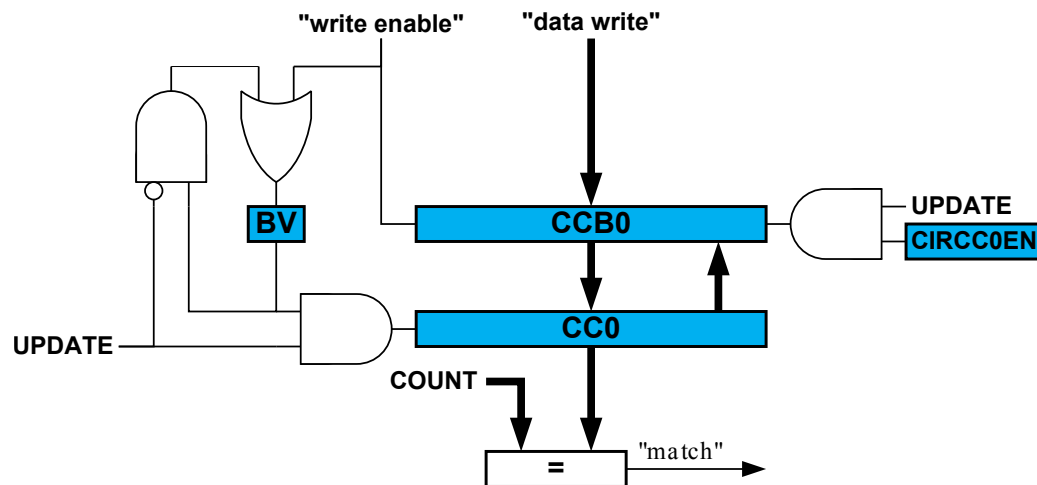 "write enable"
"data write"
BV
CCB0
UPDATE
CIRCC0EN
UPDATE
CC0
COUNT
=
"match"